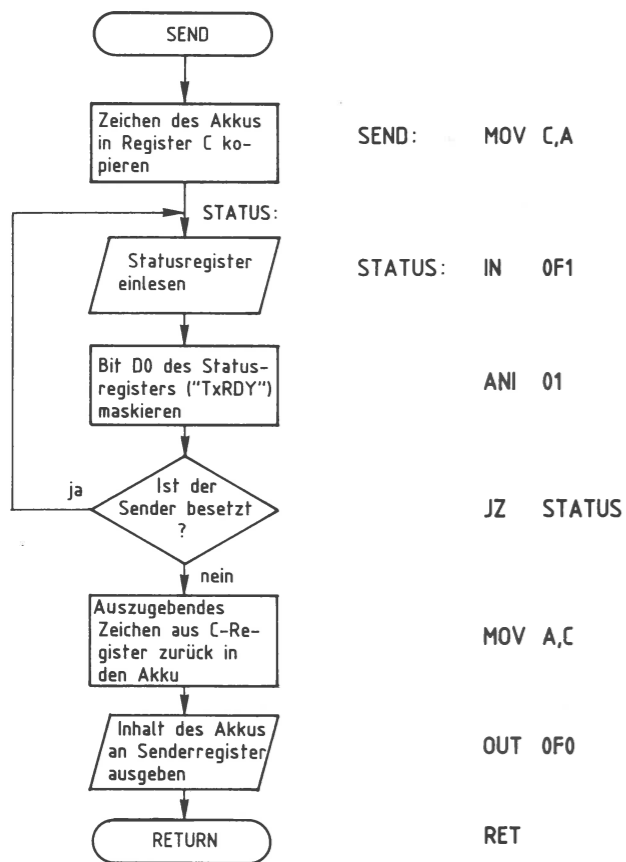 SEND
Zeichen des Akkus
in Register C ko-
pieren
SEND: MOV C,A
STATUS:
Statusregister
einlesen
STATUS: IN 0F1
Bit D0 des Status-
registers ("TxRDY")
maskieren
ANI 01
ja
Ist der
Sender besetzt
?
JZ STATUS
nein
Auszugebendes
Zeichen aus C-Re-
gister zurück in
den Akku
MOV A,C
Inhalt des Akkus
an Senderregister
ausgeben
OUT 0F0
RETURN
RET